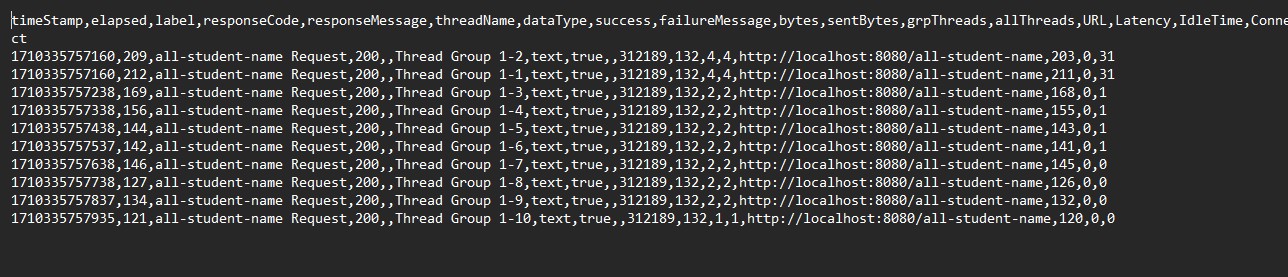 timeStamp,elapsed,label,responseCode,responseMessage,threadName,dataType,success,failureMessage,bytes,sentBytes,grpThreads,allThreads,URL,Latency,IdleTime,Conne
ct
1710335757160,209,all-student-name Request,200,,Thread Group 1-2,text,true,,312189,132,4,4,http://localhost:8080/all-student-name,203,0,31
1710335757160,212,all-student-name Request,200,,Thread Group 1-1,text,true,,312189,132,4,4,http://localhost:8080/all-student-name,211,0,31
1710335757238,169,all-student-name Request,200,,Thread Group 1-3,text,true,,312189,132,2,2,http://localhost:8080/all-student-name,168,0,1
1710335757338,156,all-student-name Request,200,,Thread Group 1-4,text,true,,312189,132,2,2,http://localhost:8080/all-student-name,155,0,1
1710335757438,144,all-student-name Request,200,,Thread Group 1-5,text,true,,312189,132,2,2,http://localhost:8080/all-student-name,143,0,1
1710335757537,142,all-student-name Request,200,,Thread Group 1-6,text,true,,312189,132,2,2,http://localhost:8080/all-student-name,141,0,1
1710335757638,146,all-student-name Request,200,,Thread Group 1-7,text,true,,312189,132,2,2,http://localhost:8080/all-student-name,145,0,0
1710335757738,127,all-student-name Request,200,,Thread Group 1-8,text,true,,312189,132,2,2,http://localhost:8080/all-student-name,126,0,0
1710335757837,134,all-student-name Request,200,,Thread Group 1-9,text,true,,312189,132,2,2,http://localhost:8080/all-student-name,132,0,0
1710335757935,121,all-student-name Request,200,,Thread Group 1-10,text,true,,312189,132,1,1,http://localhost:8080/all-student-name,120,0,0